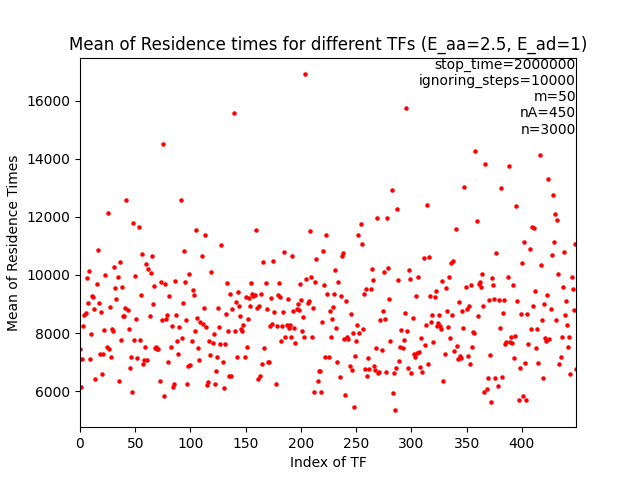 Mean of Residence times for different TFs (E_aa=2.5, E_ad=1)
stop_time=2000000
ignoring_steps=10000
m=50
nA=450
n=3000
Mean of Residence Times
16000
14000
12000
10000
8000
6000
0 50 100 150 200 250 300 350 400
Index of TF